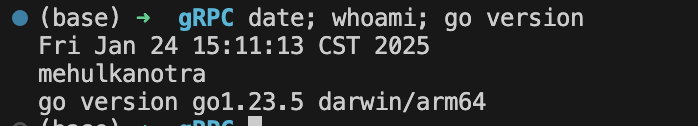 (base) ➜ gRPC date; whoami; go version
Fri Jan 24 15:11:13 CST 2025
mehulkanotra
go version go1.23.5 darwin/arm64
(base) ➜ gRPC